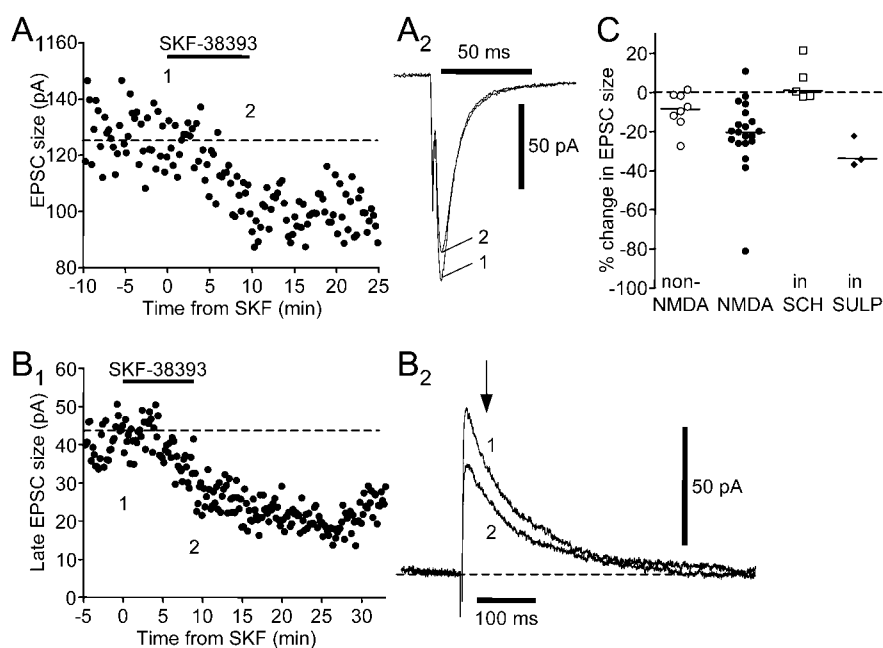 A1
SKF-38393
1
2
EPSC size (pA)
160
140
120
100
80
-10
-5
0
5
10
15
20
25
Time from SKF (min)
A2
50 ms
50 pA
2
1
C
% change in EPSC size
20
0
-20
-40
-60
-80
-100
non-
NMDA
NMDA
in
SCH
in
SULP
B1
SKF-38393
1
2
Late EPSC size (pA)
60
50
40
30
20
10
0
-5
0
5
10
15
20
25
30
Time from SKF (min)
B2
1
2
50 pA
100 ms